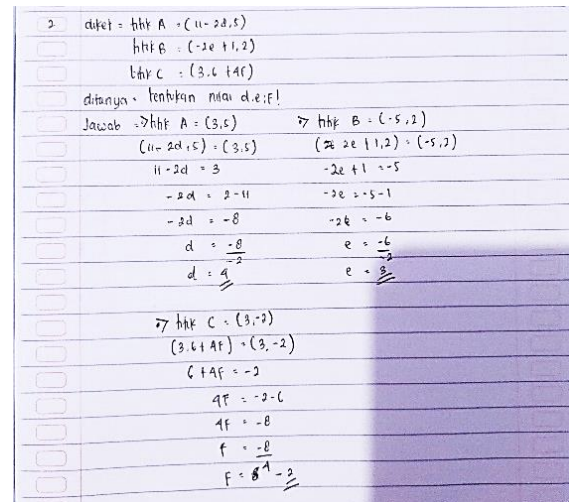 2 diket = titik A = (11-2d,5)
titik B = (-2e+1,2)
titik C = (3.6+4f)
ditanya = Tentukan nilai d.e;F!
Jawab => titik A = (3,5)
(11-2d,5) = (3.5)
11-2d = 3
-2d = 3-11
-2d = -8
d = -8
-2
d = 4
=> titik B = (-5,2)
(2e+1,2) = (-5,2)
-2e+1 = -5
-2e = -5-1
-2e = -6
e = -6
-2
e = 3
=> titik C = (3,-2)
(3.6+4f) = (3,-2)
6+4f = -2
4F = -2-6
4f = -8
f = -8
4
F = -2